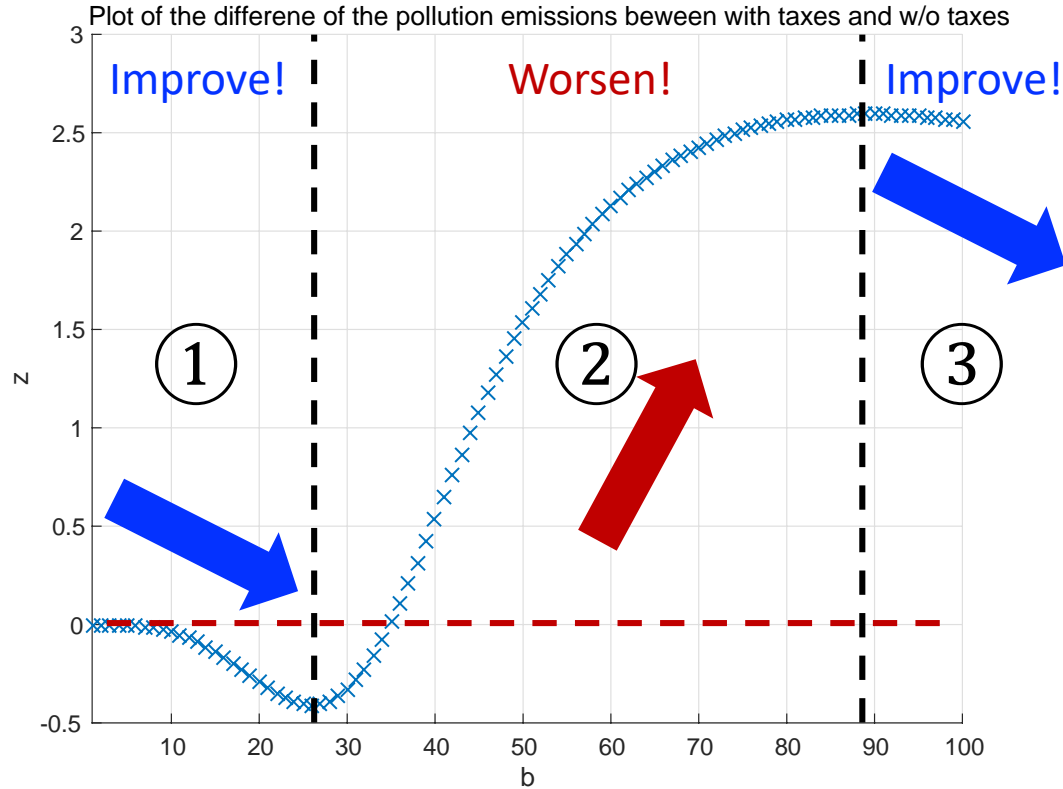 Plot of the differene of the pollution emissions beween with taxes and w/o taxes
Improve!
Worsen!
Improve!
3
2.5
2
1.5
1
0.5
0
-0.5
z
①
②
③
10 20 30 40 50 60 70 80 90 100
b